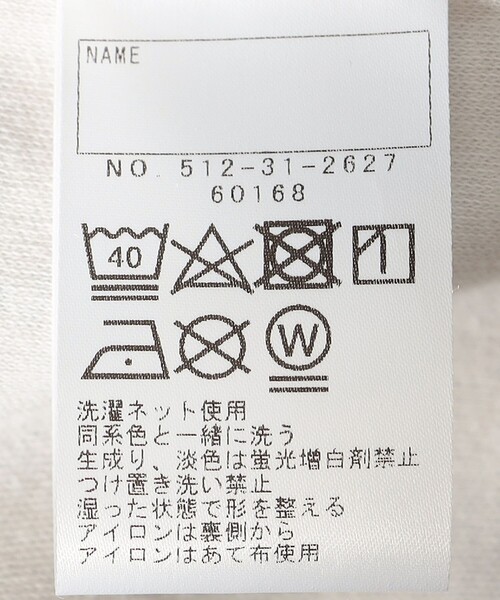 NAME
NO. 512-31-2627
60168
40
W
洗濯ネット使用
同系色と一緒に洗う
生成り、淡色は蛍光増白剤禁止
つけ置き洗い禁止
湿った状態で形を整える
アイロンは裏側から
アイロンはあて布使用